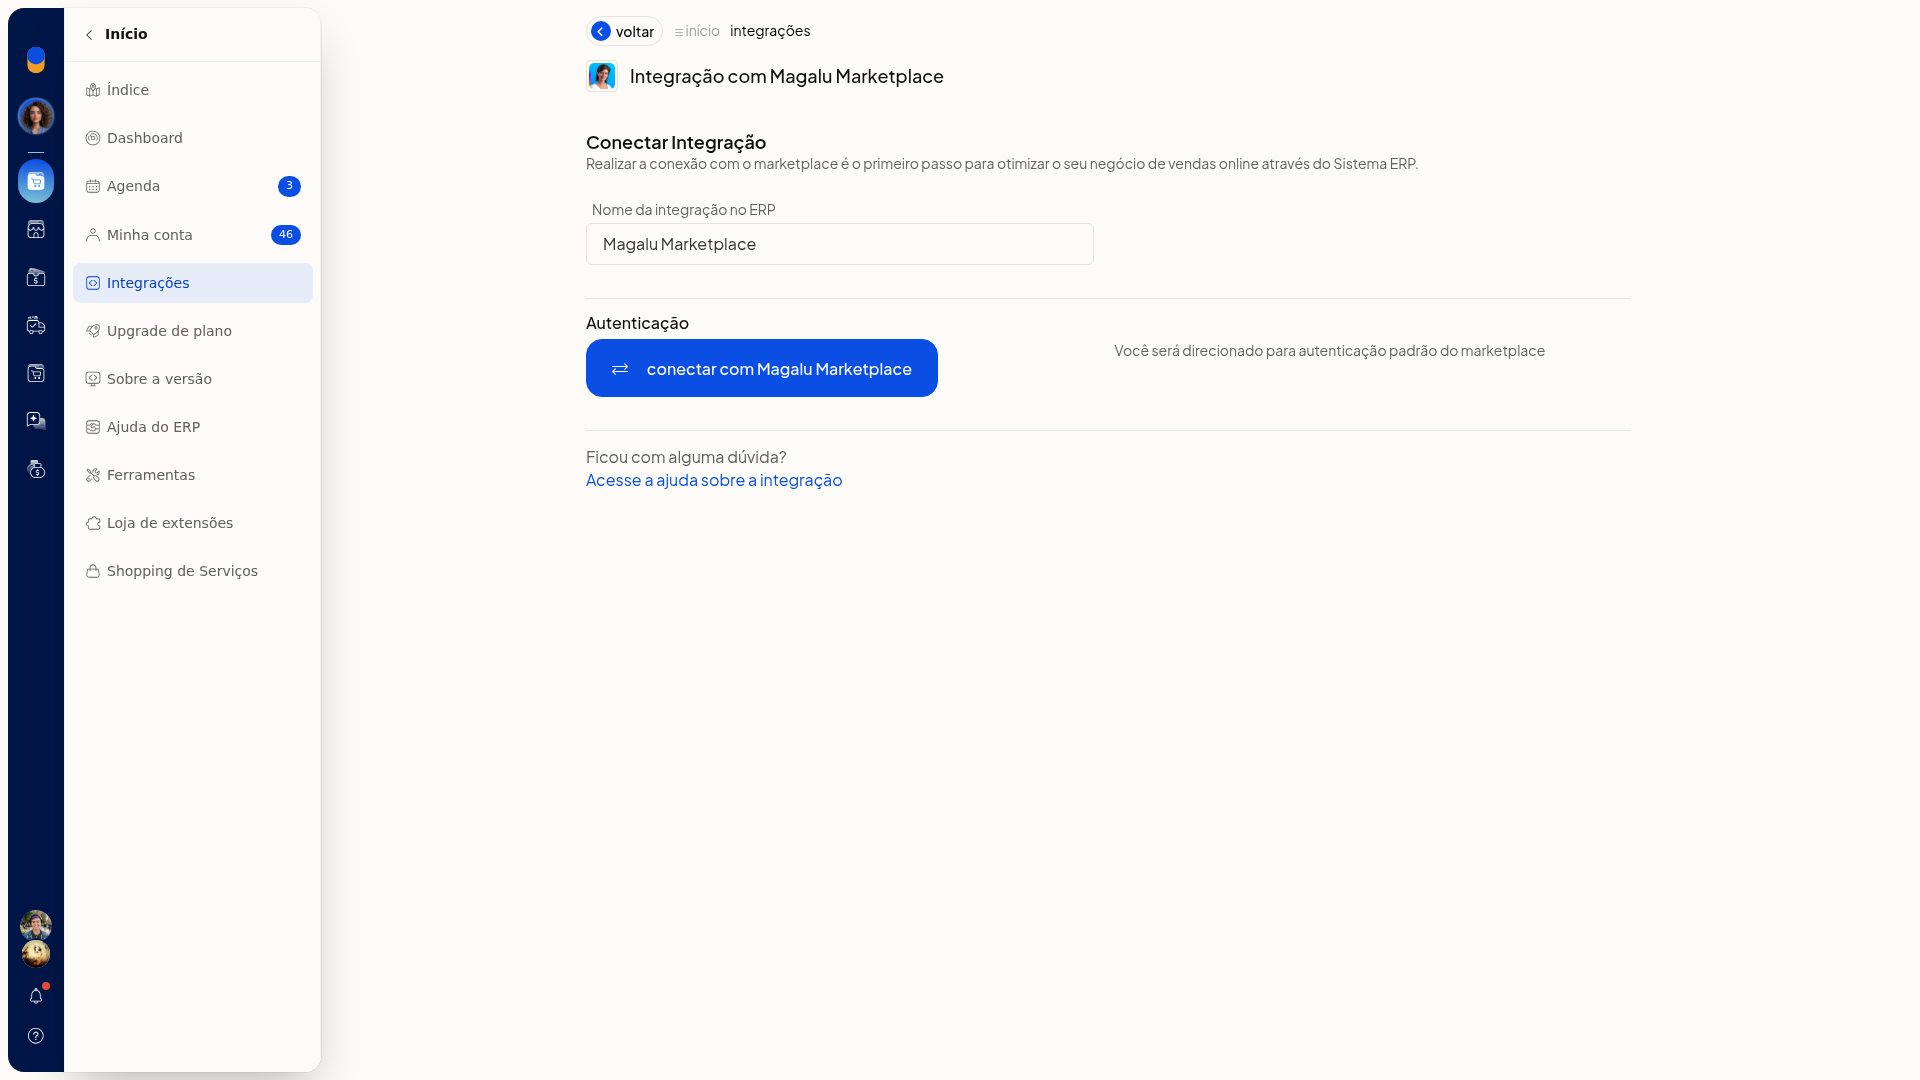 Início
Índice
Dashboard
Agenda
3
Minha conta
46
Integrações
Upgrade de plano
Sobre a versão
Ajuda do ERP
Ferramentas
Loja de extensões
Shopping de Serviços
voltar
início
integrações
Integração com Magalu Marketplace
Conectar Integração
Realizar a conexão com o marketplace é o primeiro passo para otimizar o seu negócio de vendas online através do Sistema ERP.
Nome da integração no ERP
Magalu Marketplace
Autenticação
conectar com Magalu Marketplace
Você será direcionado para autenticação padrão do marketplace
Ficou com alguma dúvida?
Acesse a ajuda sobre a integração